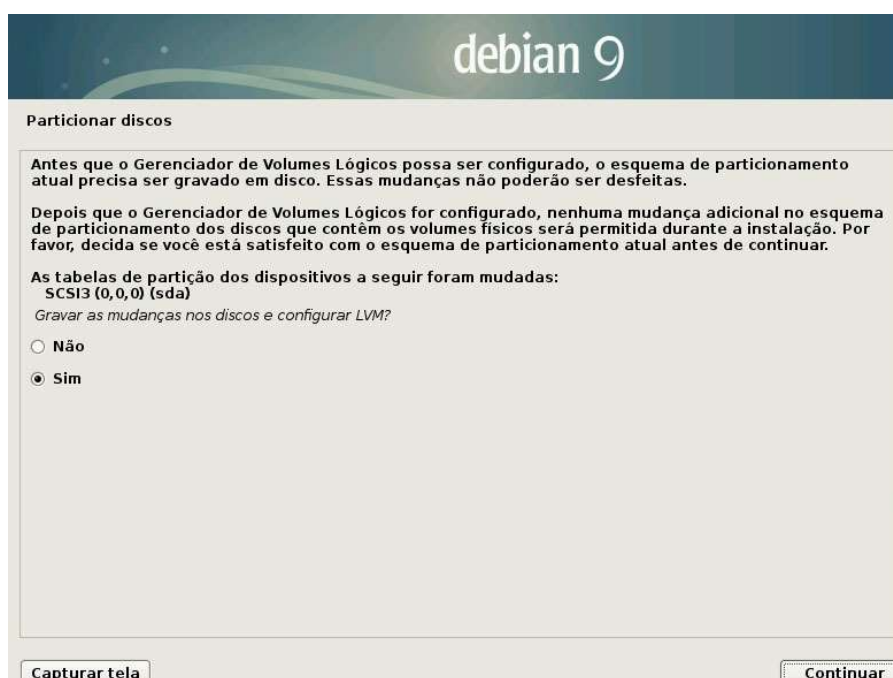 debian 9
Particionar discos
Antes que o Gerenciador de Volumes Lógicos possa ser configurado, o esquema de particionamento
atual precisa ser gravado em disco. Essas mudanças não poderão ser desfeitas.
Depois que o Gerenciador de Volumes Lógicos for configurado, nenhuma mudança adicional no esquema
de particionamento dos discos que contêm os volumes físicos será permitida durante a instalação. Por
favor, decida se você está satisfeito com o esquema de particionamento atual antes de continuar.
As tabelas de partição dos dispositivos a seguir foram mudadas:
SCSI3 (0,0,0) (sda)
Gravar as mudanças nos discos e configurar LVM?
Não
Sim
Capturar tela
Continuar